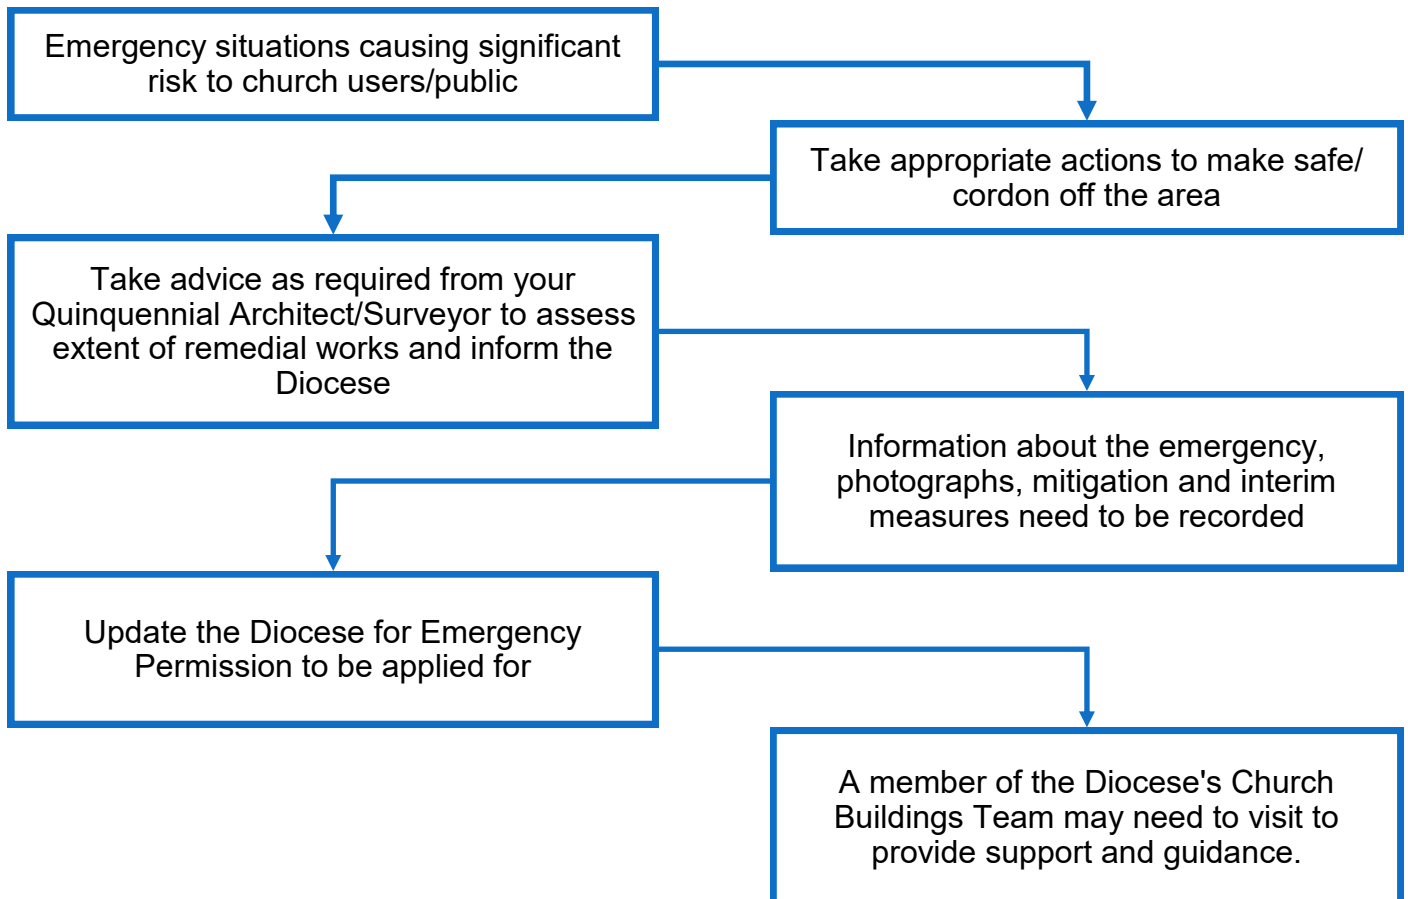 Emergency situations causing significant
risk to church users/public
Take appropriate actions to make safe/
cordon off the area
Take advice as required from your
Quinquennial Architect/Surveyor to assess
extent of remedial works and inform the
Diocese
Information about the emergency,
photographs, mitigation and interim
measures need to be recorded
Update the Diocese for Emergency
Permission to be applied for
A member of the Diocese's Church
Buildings Team may need to visit to
provide support and guidance.